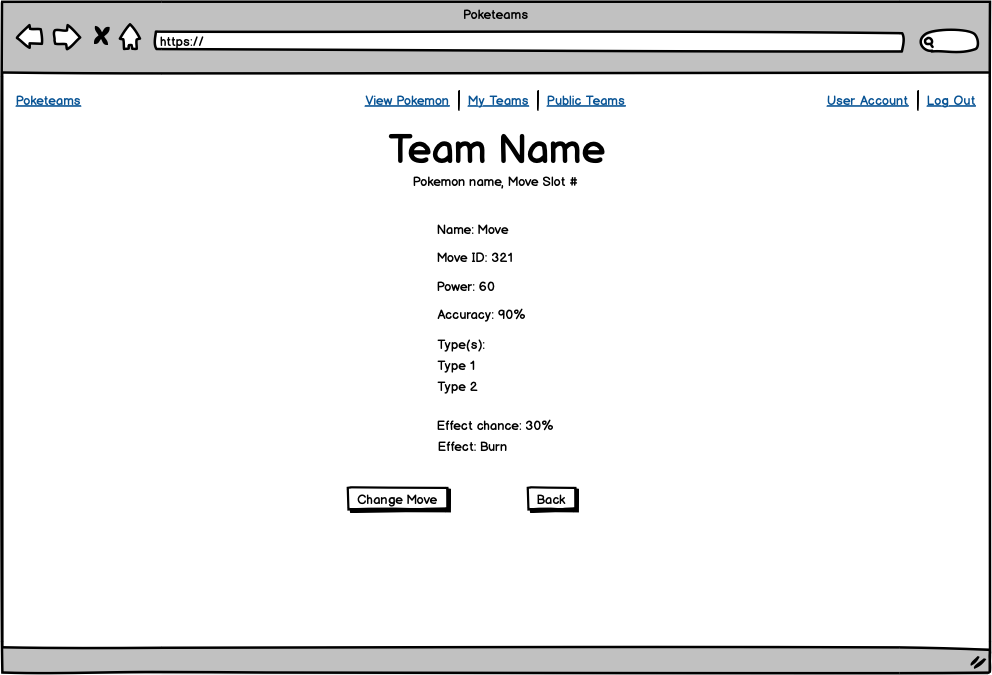 Poketeams
https://
Poketeams
View Pokemon
My Teams
Public Teams
User Account
Log Out
Team Name
Pokemon name, Move Slot #
Name: Move
Move ID: 321
Power: 60
Accuracy: 90%
Type(s):
Type 1
Type 2
Effect chance: 30%
Effect: Burn
Change Move
Back